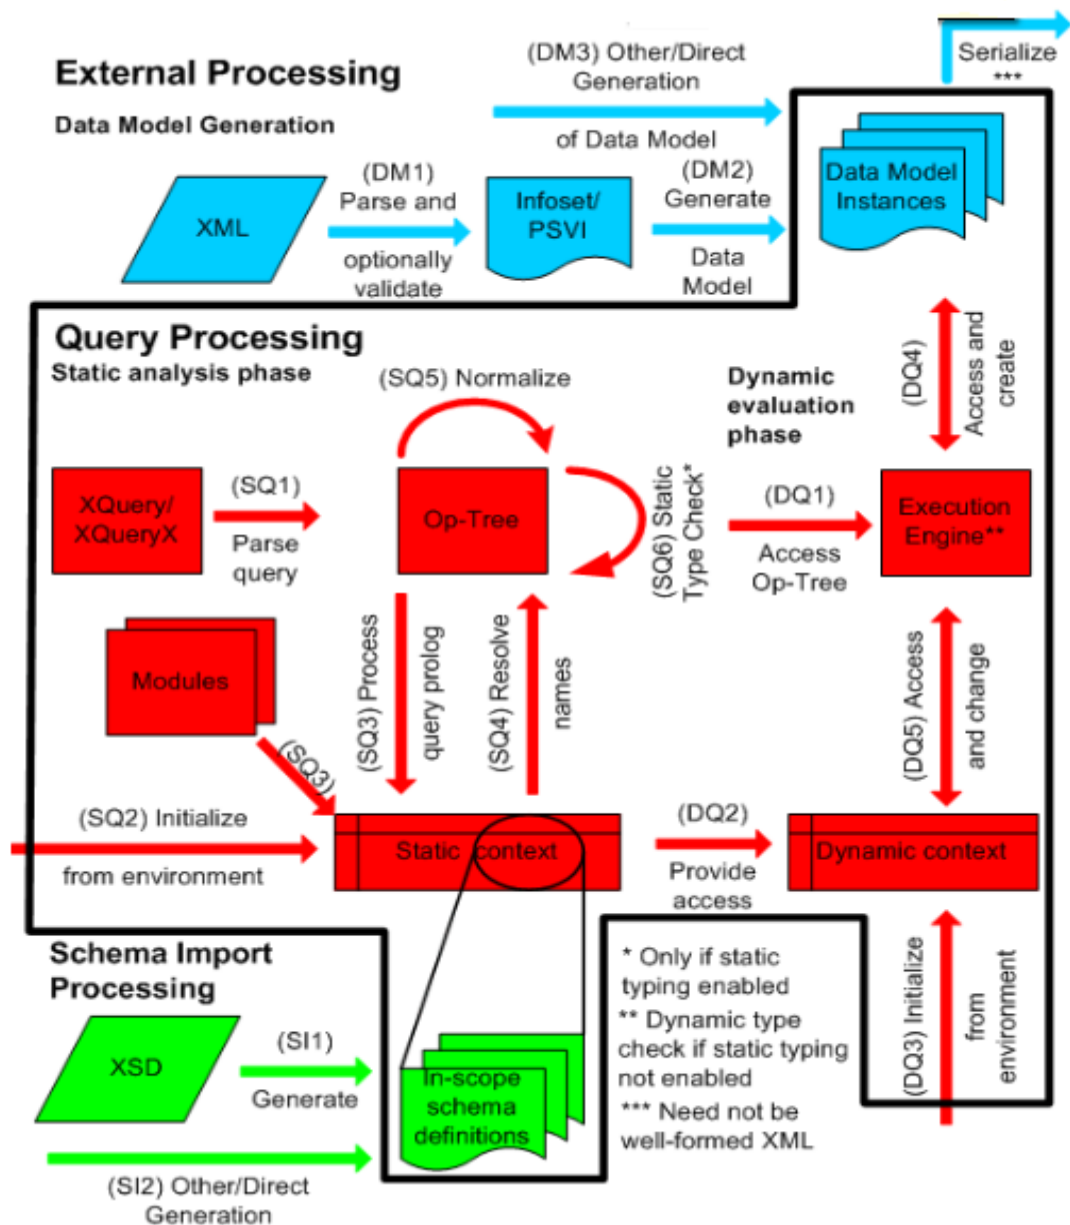 External Processing
Data Model Generation
(DM3) Other/Direct
Generation
of Data Model
Serialize
***
XML
(DM1)
Parse and
optionally
validate
Infoset/
PSVI
(DM2)
Generate
Data
Model
Data Model
Instances
Query Processing
Static analysis phase
(SQ5) Normalize
Dynamic
evaluation
phase
(DQ4)
Access and
create
XQuery/
XQueryX
(SQ1)
Parse
query
Op-Tree
(SQ6) Static
Type Check*
(DQ1)
Access
Op-Tree
Execution
Engine**
Modules
(SQ3)
(SQ3) Process
query prolog
(SQ4) Resolve
names
(DQ5) Access
and change
(SQ2) Initialize
from environment
Static context
(DQ2)
Provide
access
Dynamic context
(DQ3) Initialize
from
environment
Schema Import
Processing
XSD
(SI1)
Generate
In-scope
schema
definitions
(SI2) Other/Direct
Generation
* Only if static
typing enabled
** Dynamic type
check if static typing
not enabled
*** Need not be
well-formed XML